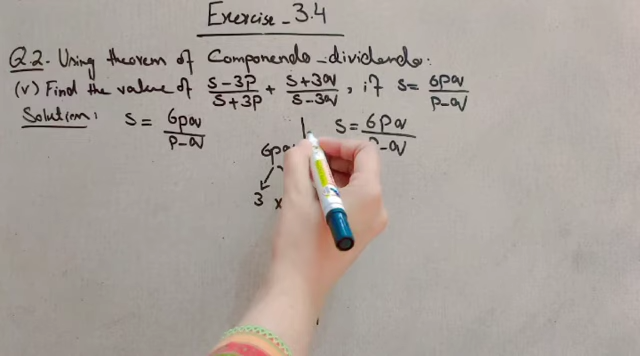 Exercise - 3.4
Q.2. Using theorem of Componendo-dividendo:
(v) Find the value of (s-3p)/(s+3p) + (s+3q)/(s-3q), if s = 6pq/(p-q)
Solution: s = 6pq/(p-q) | s = 6pq/(p-q)
3 ×